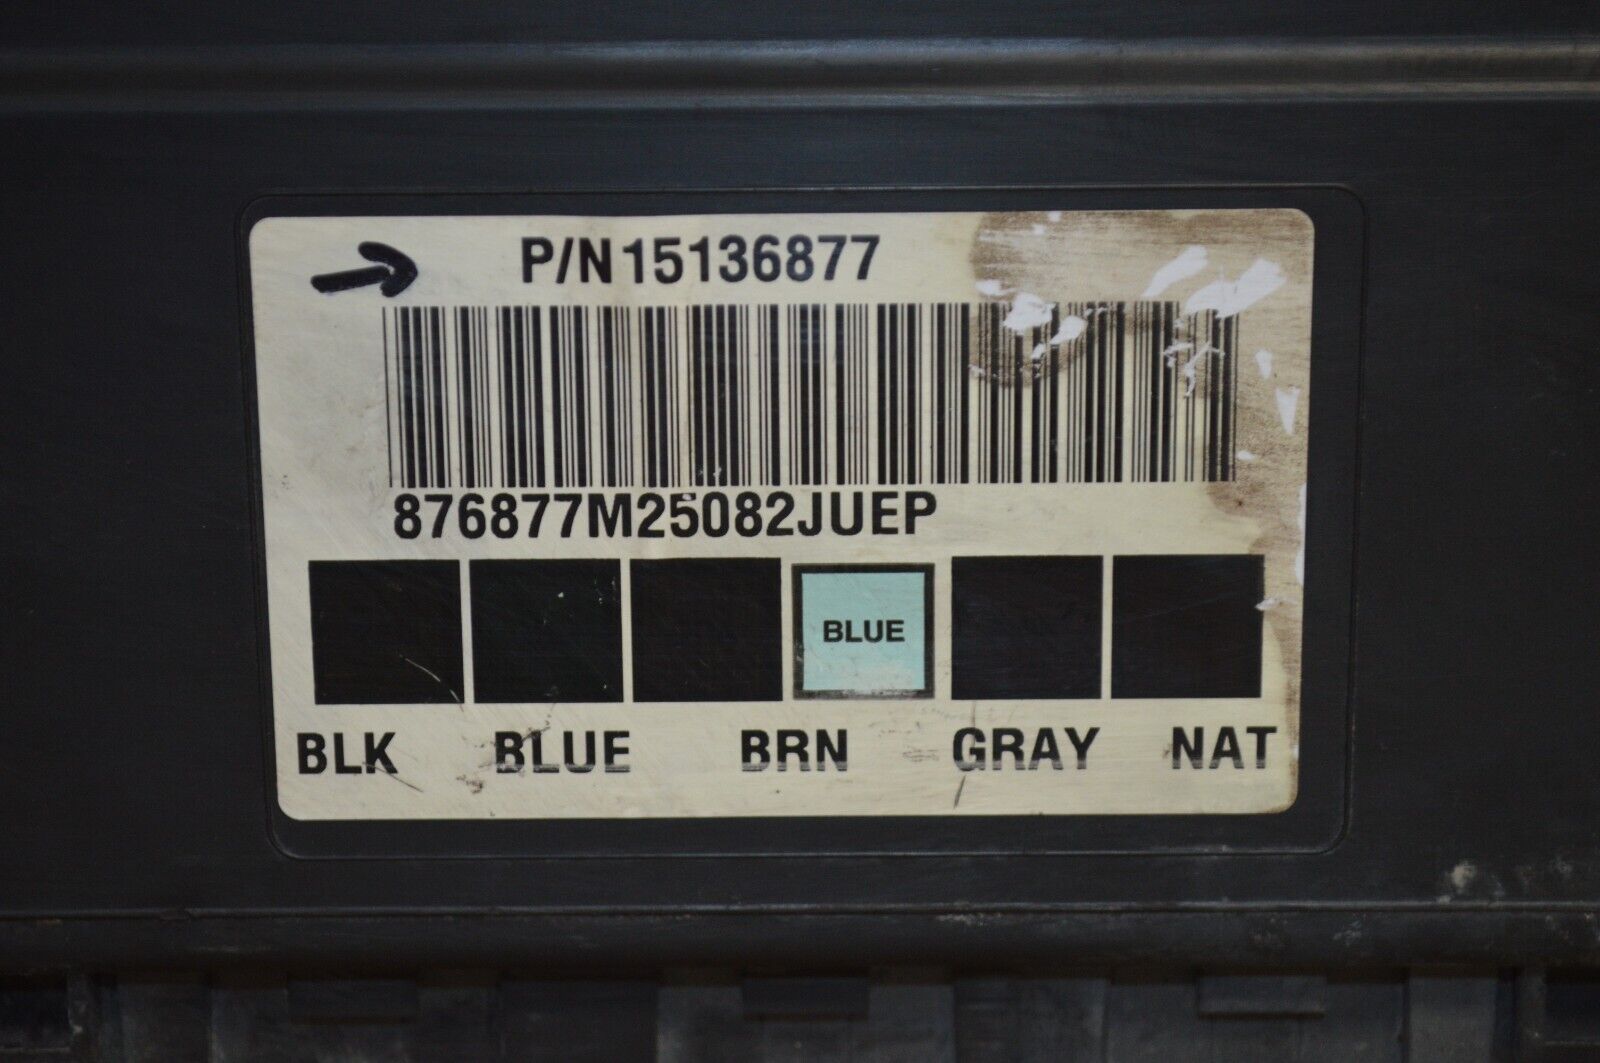 P/N 15136877
876877M25082JUEP
BLUE
BLK BLUE BRN GRAY NAT